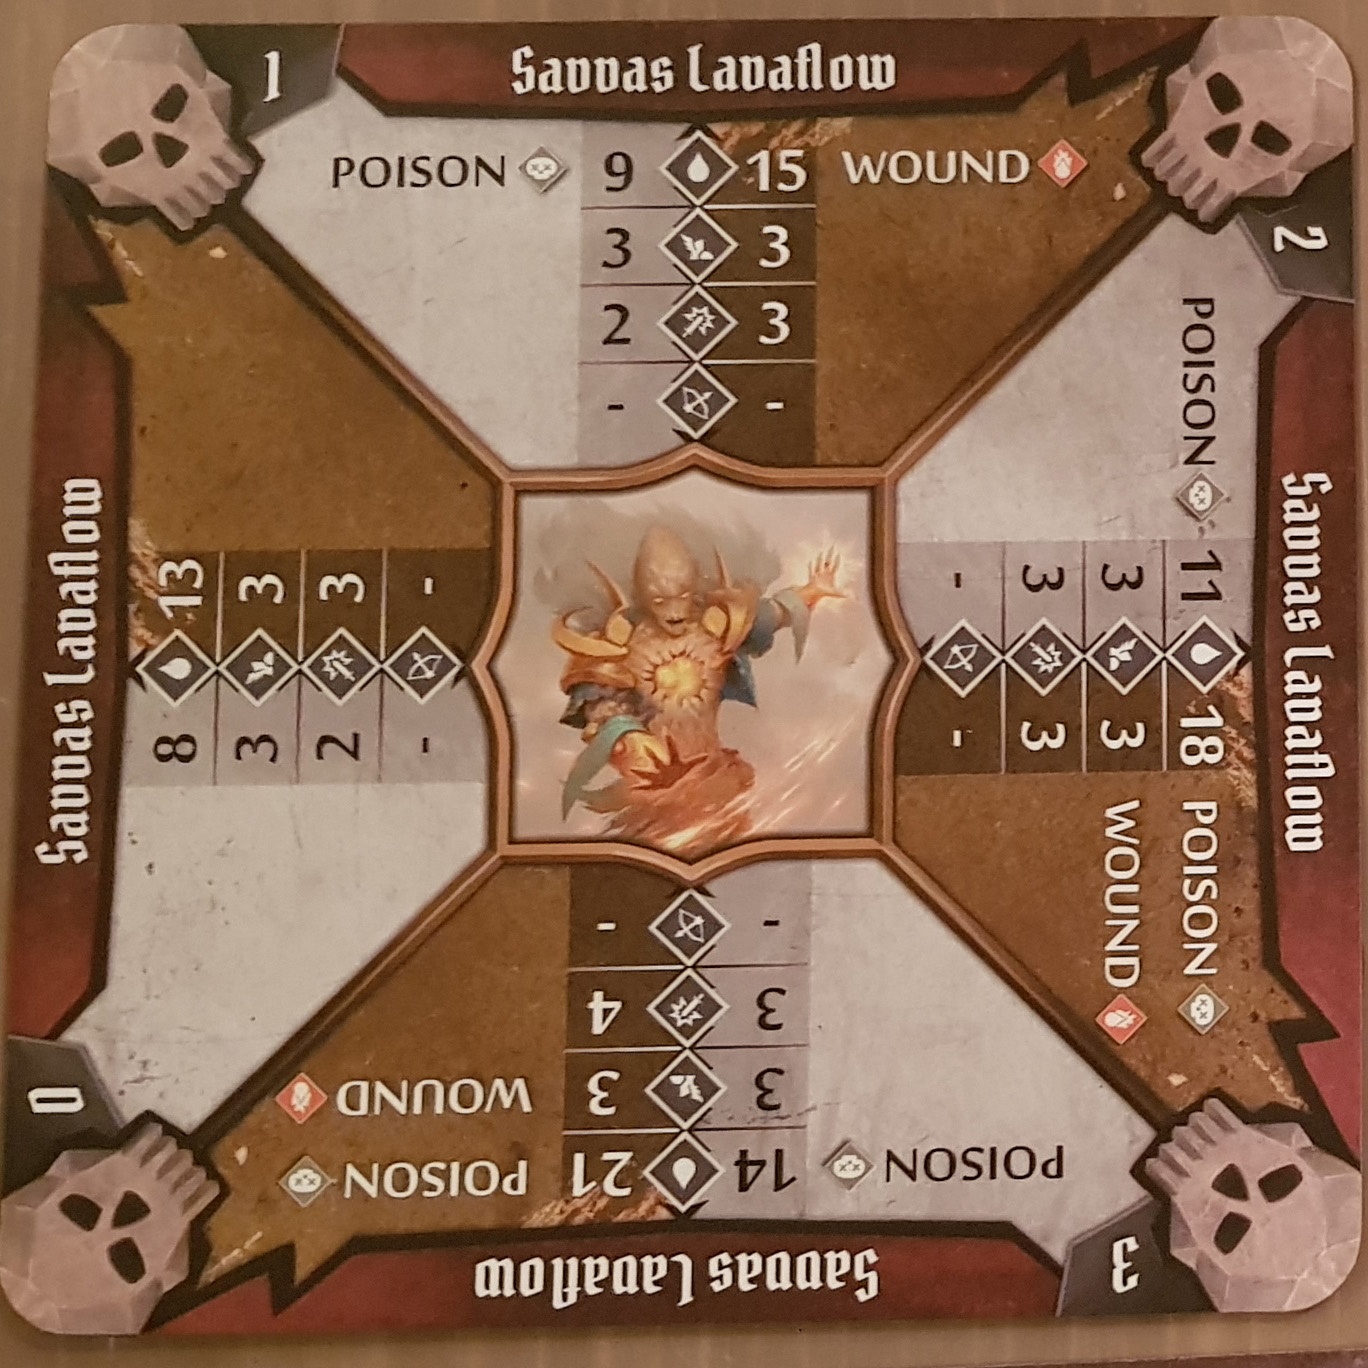 1
Savvas Lavaflow
POISON 9 15 WOUND
3 3
2 3
- -
2
Savvas Lavaflow
POISON 11 18 POISON
3 3 WOUND
3 3
- -
3
Savvas Lavaflow
POISON 14 21 POISON
3 3 WOUND
3 4
- -
0
Savvas Lavaflow
8 13
3 3
2 3
- -